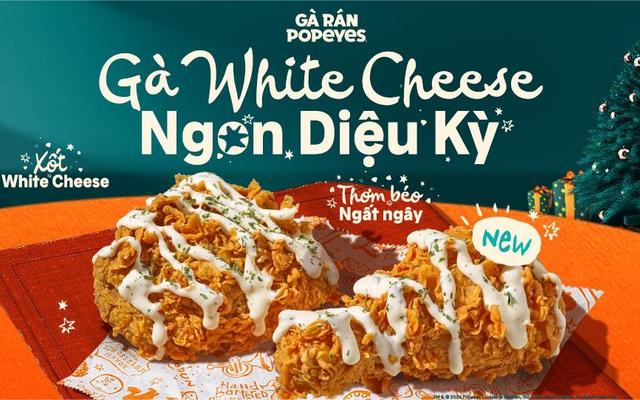 GÀ RÁN
POPEYES
Gà White Cheese
Ngon Diệu Kỳ
Xốt
White Cheese
Thơm béo
Ngất ngây
NEW